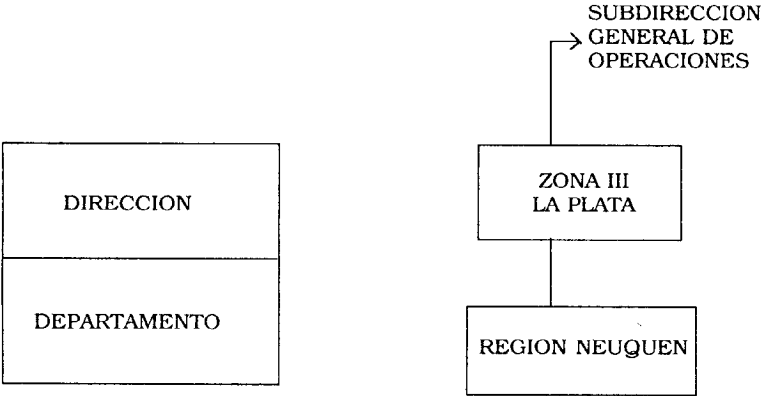 SUBDIRECCION
GENERAL DE
OPERACIONES
DIRECCION
ZONA III
LA PLATA
DEPARTAMENTO
REGION NEUQUEN